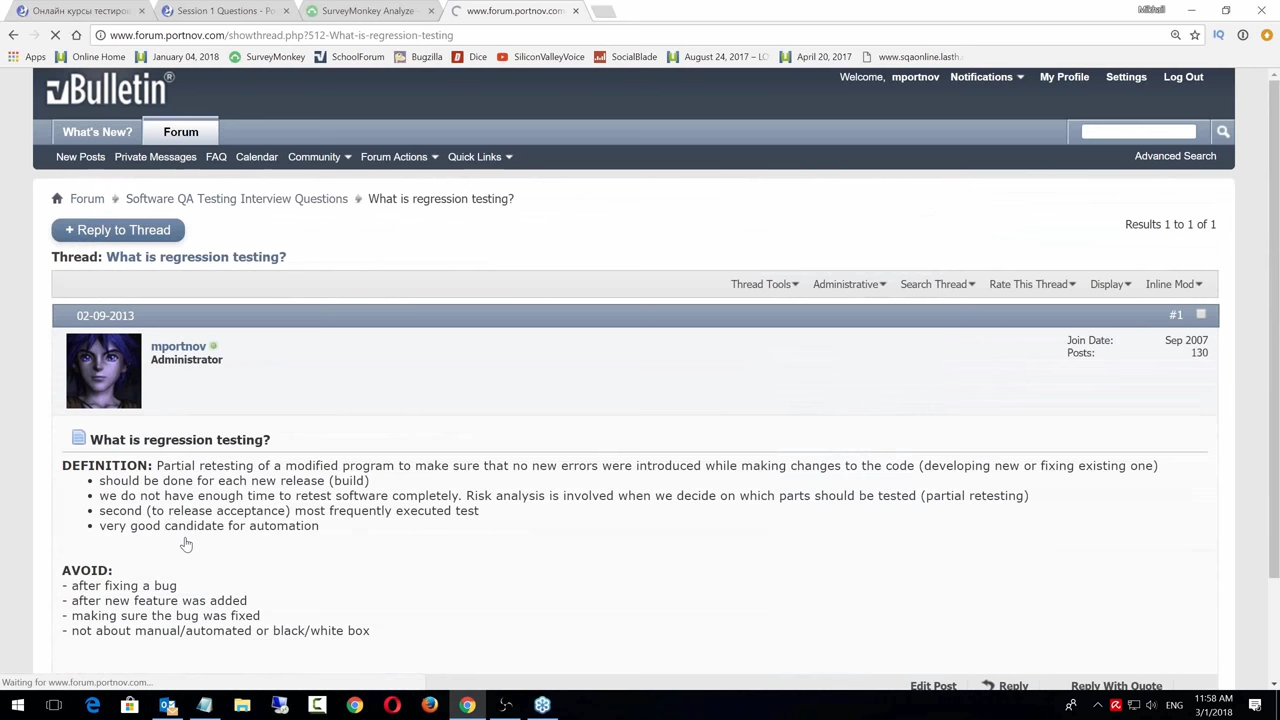 Mikhail
Онлайн курсы тестиров
Session 1 Questions - Po
SurveyMonkey Analyze -
www.forum.portnov.com/
www.forum.portnov.com/showthread.php?512-What-is-regression-testing
Apps Online Home January 04, 2018 SurveyMonkey SchoolForum Bugzilla Dice SiliconValleyVoice SocialBlade August 24, 2017 – LO April 20, 2017 www.sqaonline.lasth
vBulletin®
Welcome, mportnov Notifications My Profile Settings Log Out
What's New? Forum
New Posts Private Messages FAQ Calendar Community Forum Actions Quick Links Advanced Search
Forum Software QA Testing Interview Questions What is regression testing?
+ Reply to Thread
Results 1 to 1 of 1
Thread: What is regression testing?
Thread Tools Administrative Search Thread Rate This Thread Display Inline Mod
02-09-2013 #1
mportnov
Administrator
Join Date: Sep 2007
Posts: 130
What is regression testing?
DEFINITION: Partial retesting of a modified program to make sure that no new errors were introduced while making changes to the code (developing new or fixing existing one)
• should be done for each new release (build)
• we do not have enough time to retest software completely. Risk analysis is involved when we decide on which parts should be tested (partial retesting)
• second (to release acceptance) most frequently executed test
• very good candidate for automation
AVOID:
- after fixing a bug
- after new feature was added
- making sure the bug was fixed
- not about manual/automated or black/white box
Waiting for www.forum.portnov.com...
Edit Post Reply Reply With Quote
ENG
11:58 AM
3/1/2018